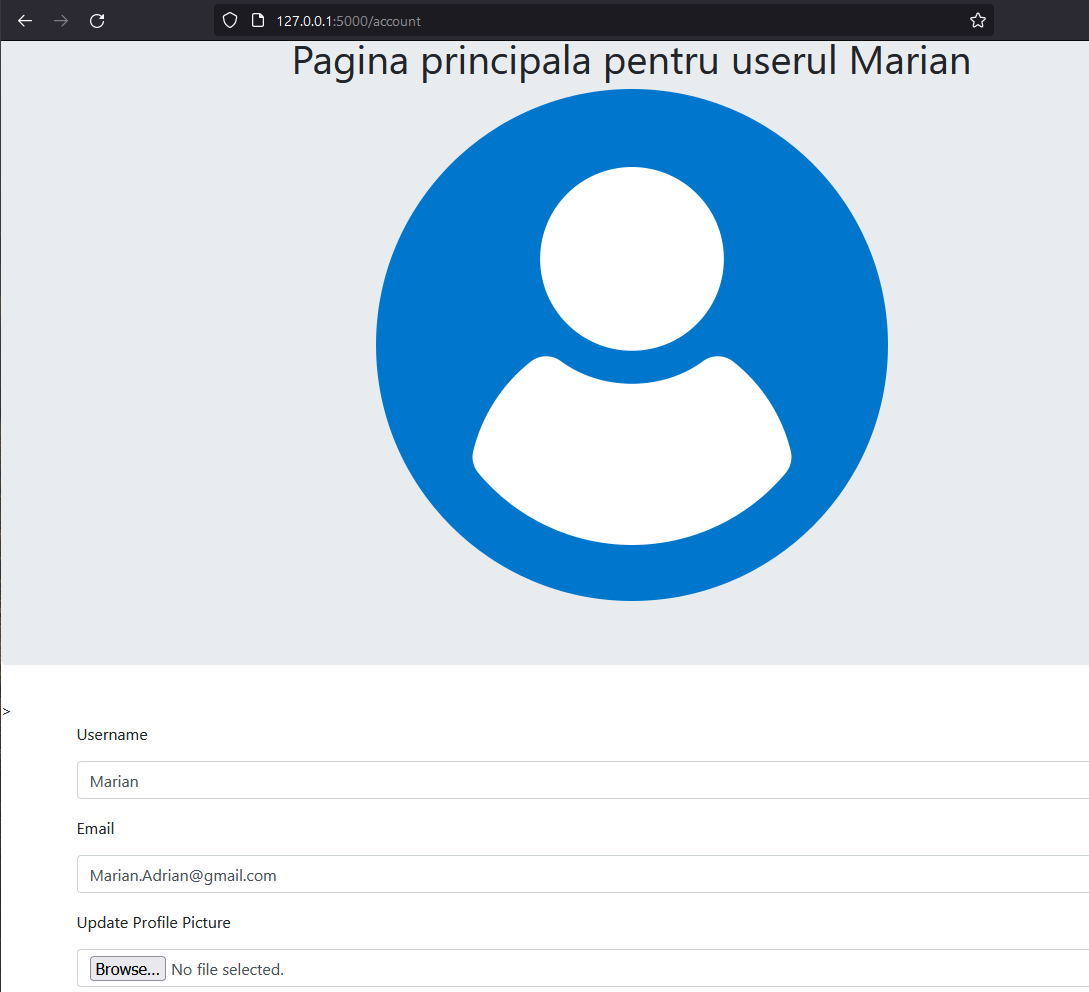 127.0.0.1:5000/account
Pagina principala pentru userul Marian
>
Username
Marian
Email
Marian.Adrian@gmail.com
Update Profile Picture
Browse... No file selected.